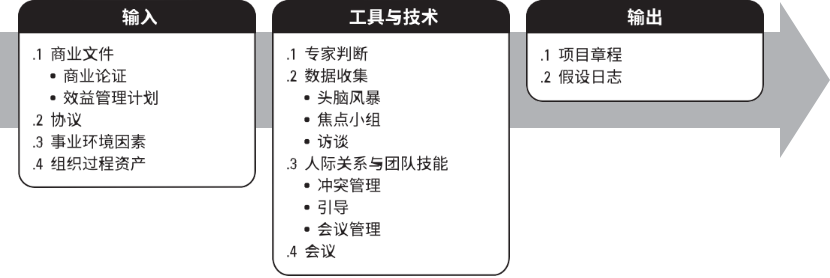 输入
.1 商业文件
• 商业论证
• 效益管理计划
.2 协议
.3 事业环境因素
.4 组织过程资产
工具与技术
.1 专家判断
.2 数据收集
• 头脑风暴
• 焦点小组
• 访谈
.3 人际关系与团队技能
• 冲突管理
• 引导
• 会议管理
.4 会议
输出
.1 项目章程
.2 假设日志